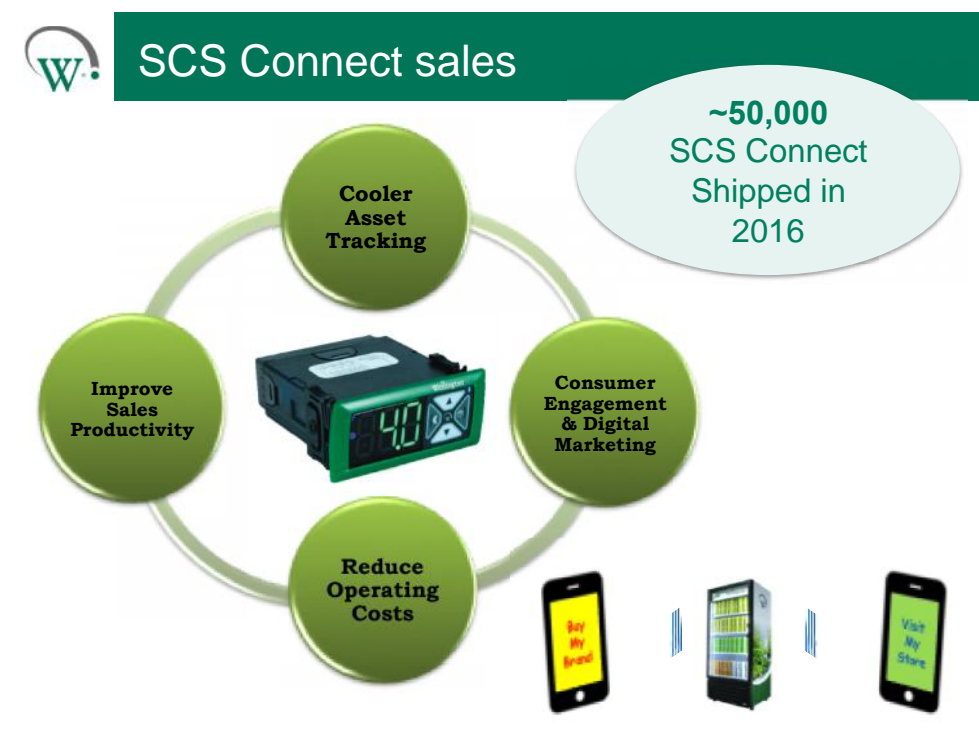 W
SCS Connect sales
~50,000
SCS Connect
Shipped in
2016
Cooler
Asset
Tracking
Improve
Sales
Productivity
Wellington
4.0
Consumer
Engagement
& Digital
Marketing
Reduce
Operating
Costs
Buy
My
Brand
Visit
My
Store